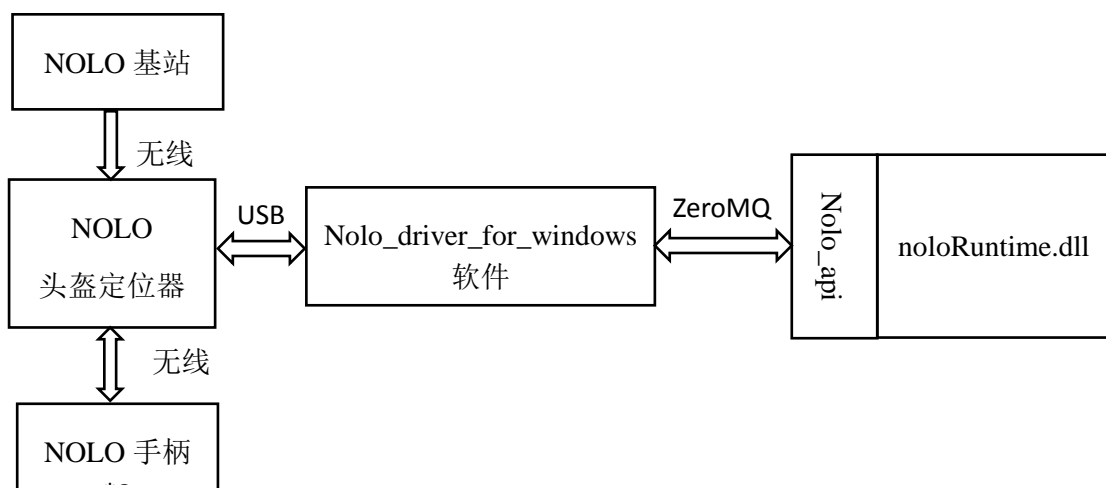 NOLO 基站
无线
NOLO
头盔定位器
USB
Nolo_driver_for_windows
软件
ZeroMQ
Nolo_api
noloRuntime.dll
无线
NOLO 手柄